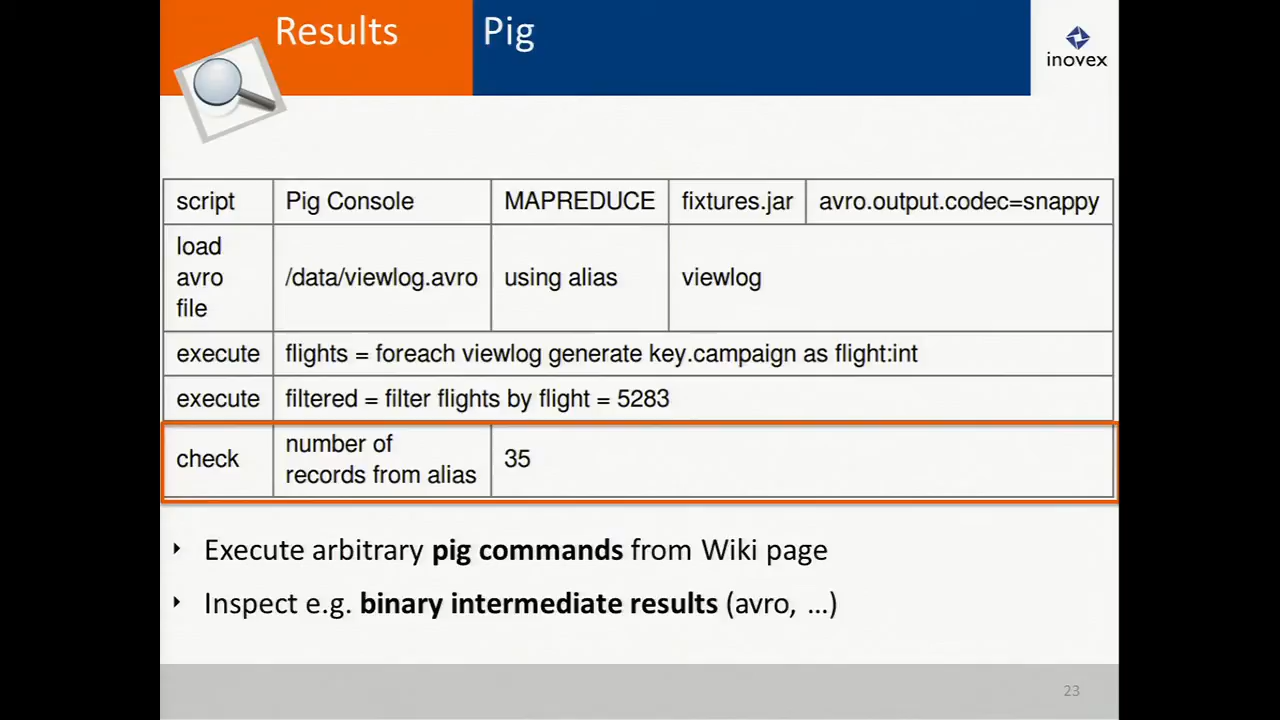 Results Pig
inovex
script Pig Console MAPREDUCE fixtures.jar avro.output.codec=snappy
load
avro /data/viewlog.avro using alias viewlog
file
execute flights = foreach viewlog generate key.campaign as flight:int
execute filtered = filter flights by flight = 5283
check number of
records from alias 35
‣ Execute arbitrary pig commands from Wiki page
‣ Inspect e.g. binary intermediate results (avro, …)
23